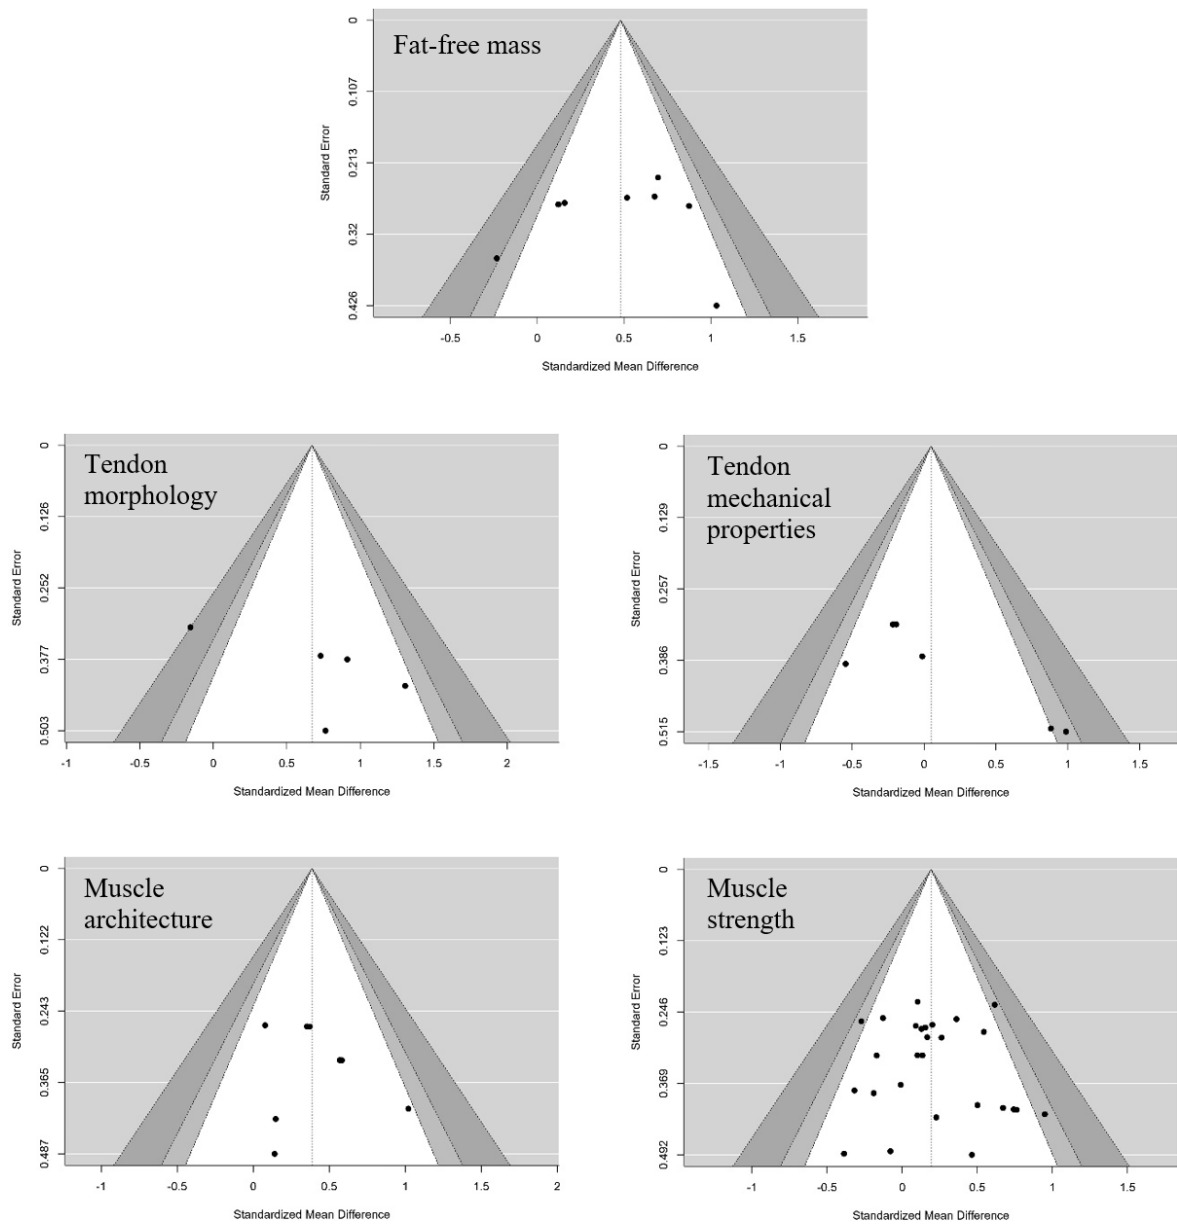 Fat-free mass
Standard Error
0
0.107
0.213
0.32
0.426
-0.5
0
0.5
1
1.5
Standardized Mean Difference
Tendon
morphology
Standard Error
0
0.126
0.252
0.377
0.503
-1
-0.5
0
0.5
1
1.5
2
Standardized Mean Difference
Tendon
mechanical
properties
Standard Error
0
0.129
0.257
0.386
0.515
-1.5
-1
-0.5
0
0.5
1
1.5
Standardized Mean Difference
Muscle
architecture
Standard Error
0
0.122
0.243
0.365
0.487
-1
-0.5
0
0.5
1
1.5
2
Standardized Mean Difference
Muscle
strength
Standard Error
0
0.123
0.246
0.369
0.492
-1
-0.5
0
0.5
1
1.5
Standardized Mean Difference